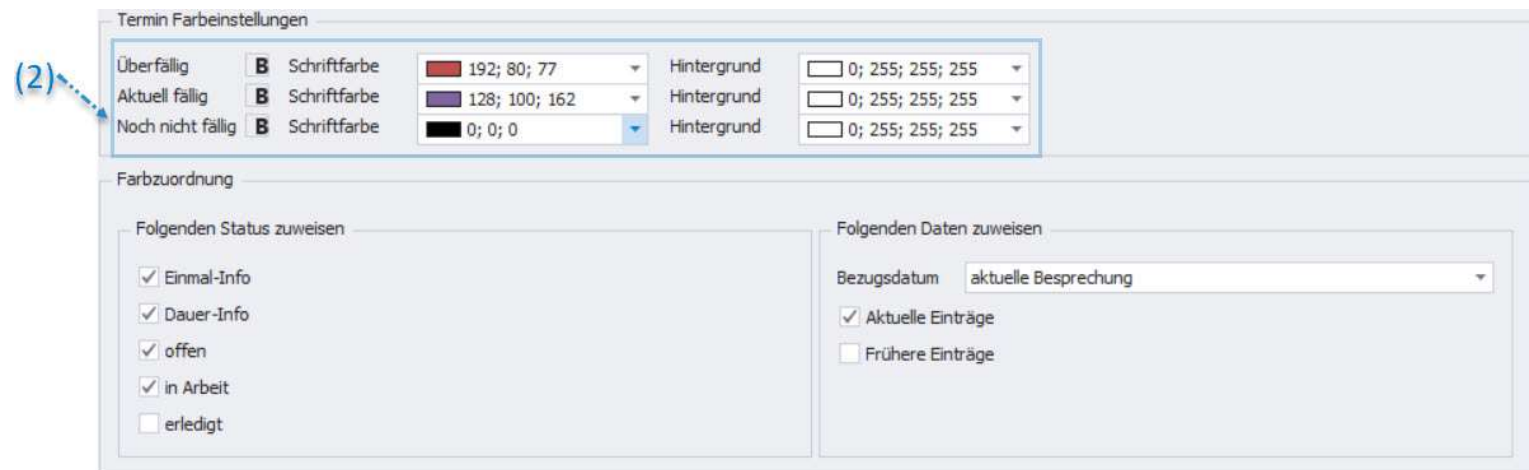 Termin Farbeinstellungen
Überfällig B Schriftfarbe 192; 80; 77 Hintergrund 0; 255; 255; 255
(2)
Aktuell fällig B Schriftfarbe 128; 100; 162 Hintergrund 0; 255; 255; 255
Noch nicht fällig B Schriftfarbe 0; 0; 0 Hintergrund 0; 255; 255; 255
Farbzuordnung
Folgenden Status zuweisen
Einmal-Info
Dauer-Info
offen
in Arbeit
erledigt
Folgenden Daten zuweisen
Bezugsdatum aktuelle Besprechung
Aktuelle Einträge
Frühere Einträge